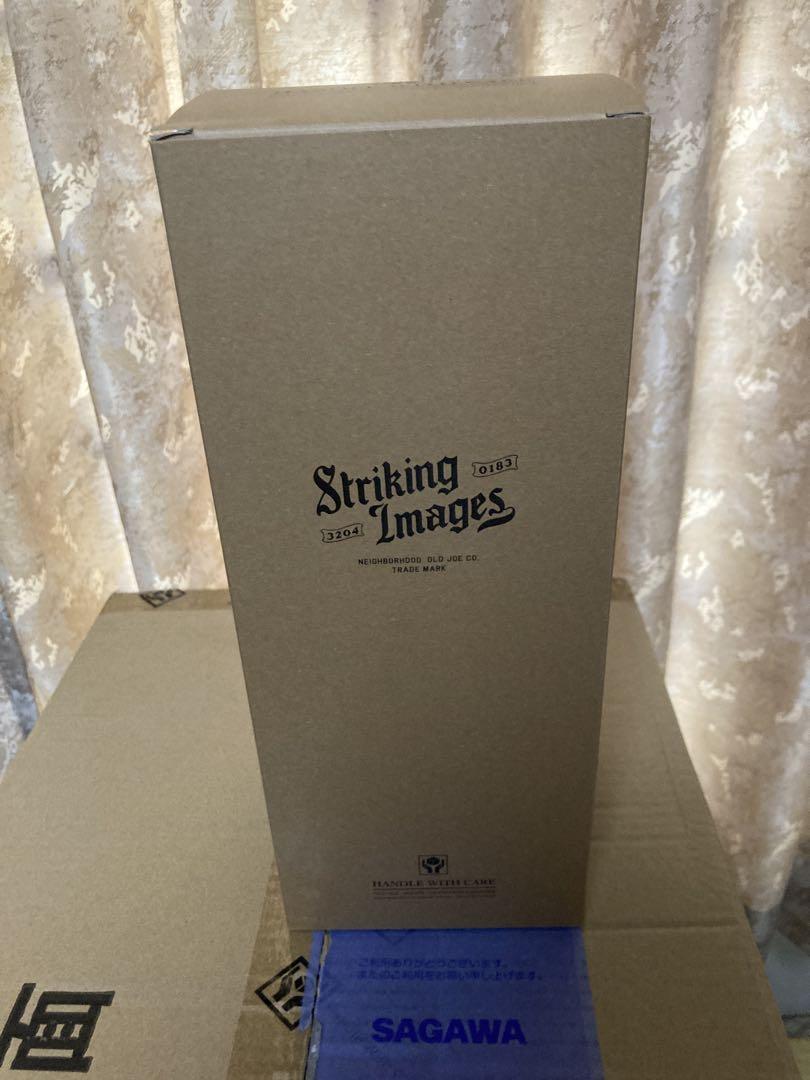 Striking
0183
3204
Images
NEIGHBORHOOD OLD JOE CO.
TRADE MARK
HANDLE WITH CARE
ご利用ありがとうございます。
またのご利用をお願い申し上げます。
SAGAWA